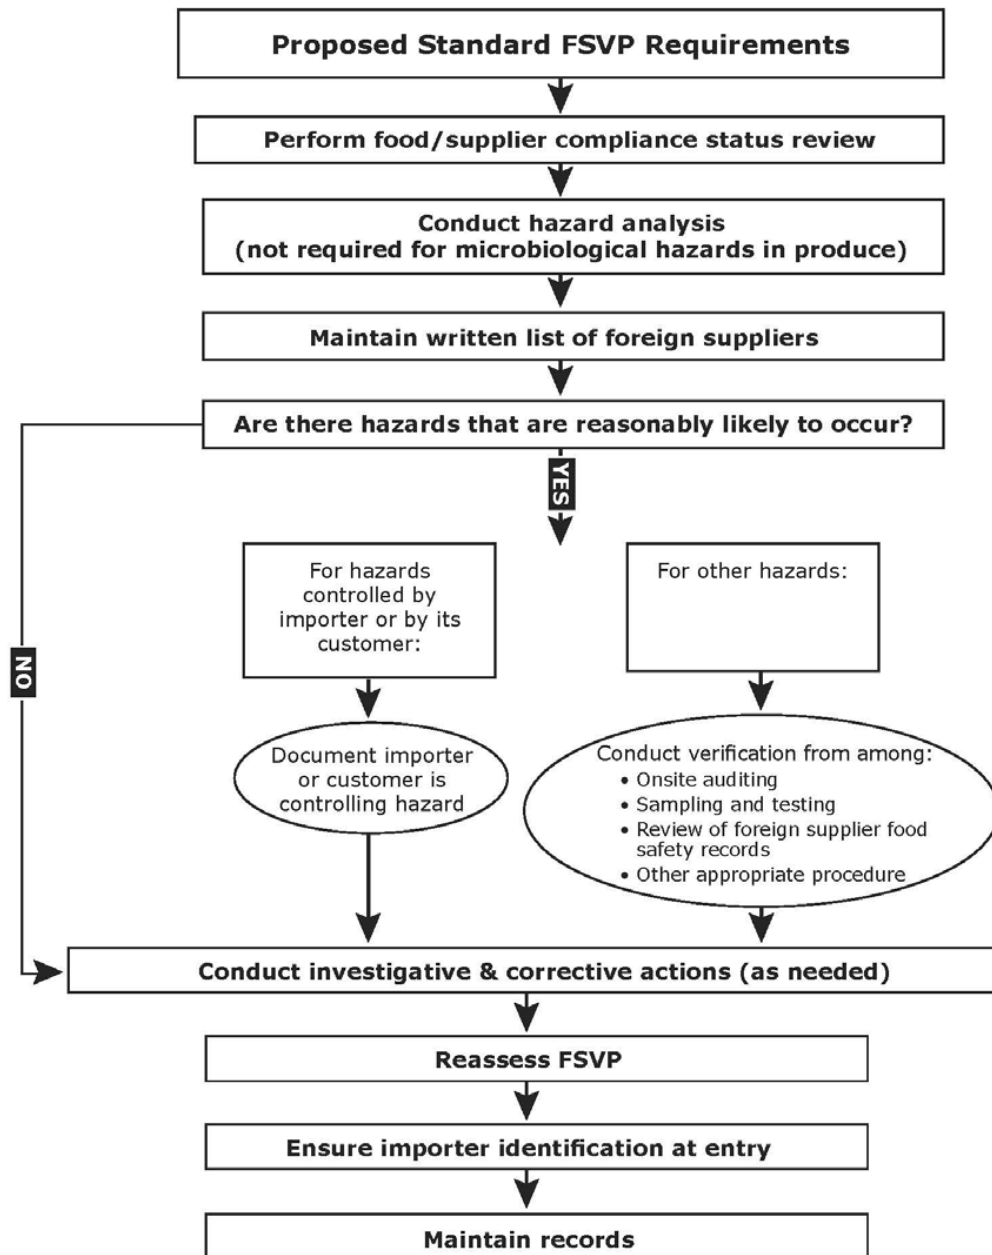 Proposed Standard FSVP Requirements
Perform food/supplier compliance status review
Conduct hazard analysis
(not required for microbiological hazards in produce)
Maintain written list of foreign suppliers
Are there hazards that are reasonably likely to occur?
YES
NO
For hazards
controlled by
importer or by its
customer:
For other hazards:
Document importer
or customer is
controlling hazard
Conduct verification from among:
• Onsite auditing
• Sampling and testing
• Review of foreign supplier food
safety records
• Other appropriate procedure
Conduct investigative & corrective actions (as needed)
Reassess FSVP
Ensure importer identification at entry
Maintain records